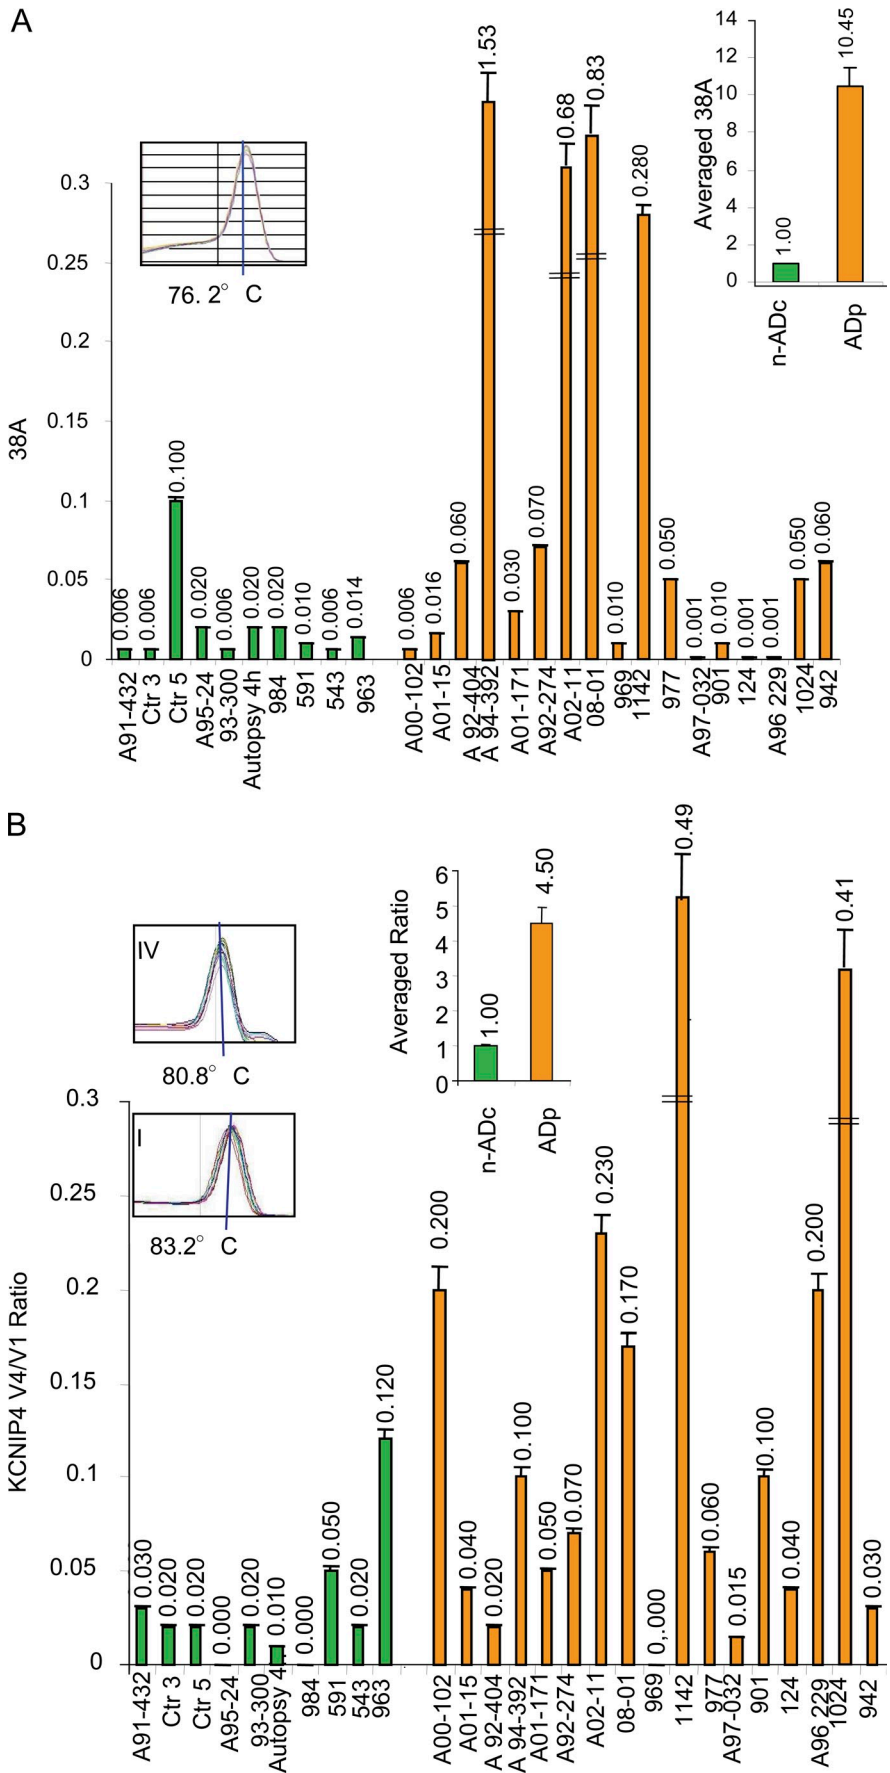 A
38A
0.3
0.25
0.2
0.15
0.1
0.05
0
76. 2° C
0.006
0.006
0.100
0.020
0.006
0.020
0.020
0.010
0.006
0.014
0.006
0.016
0.060
1.53
0.030
0.070
0.68
0.83
0.010
0.280
0.050
0.001
0.010
0.001
0.001
0.050
0.060
A91-432
Ctr 3
Ctr 5
A95-24
93-300
Autopsy 4h
984
591
543
963
A00-102
A01-15
A 92-404
A 94-392
A01-171
A92-274
A02-11
08-01
969
1142
977
A97-032
901
124
A96 229
1024
942
Averaged 38A
14
12
10
8
6
4
2
0
1.00
10.45
n-ADc
ADp
B
KCNIP4 V4/V1 Ratio
0.3
0.25
0.2
0.15
0.1
0.05
0
IV
80.8° C
I
83.2° C
Averaged Ratio
6
5
4
3
2
1
0
1.00
4.50
n-ADc
ADp
0.030
0.020
0.020
0.000
0.020
0.010
0.000
0.050
0.020
0.120
0.200
0.040
0.020
0.100
0.050
0.070
0.230
0.170
0,.000
0.49
0.060
0.015
0.100
0.040
0.200
0.41
0.030
A91-432
Ctr 3
Ctr 5
A95-24
93-300
Autopsy 4..
984
591
543
963
A00-102
A01-15
A 92-404
A 94-392
A01-171
A92-274
A02-11
08-01
969
1142
977
A97-032
901
124
A96 229
1024
942